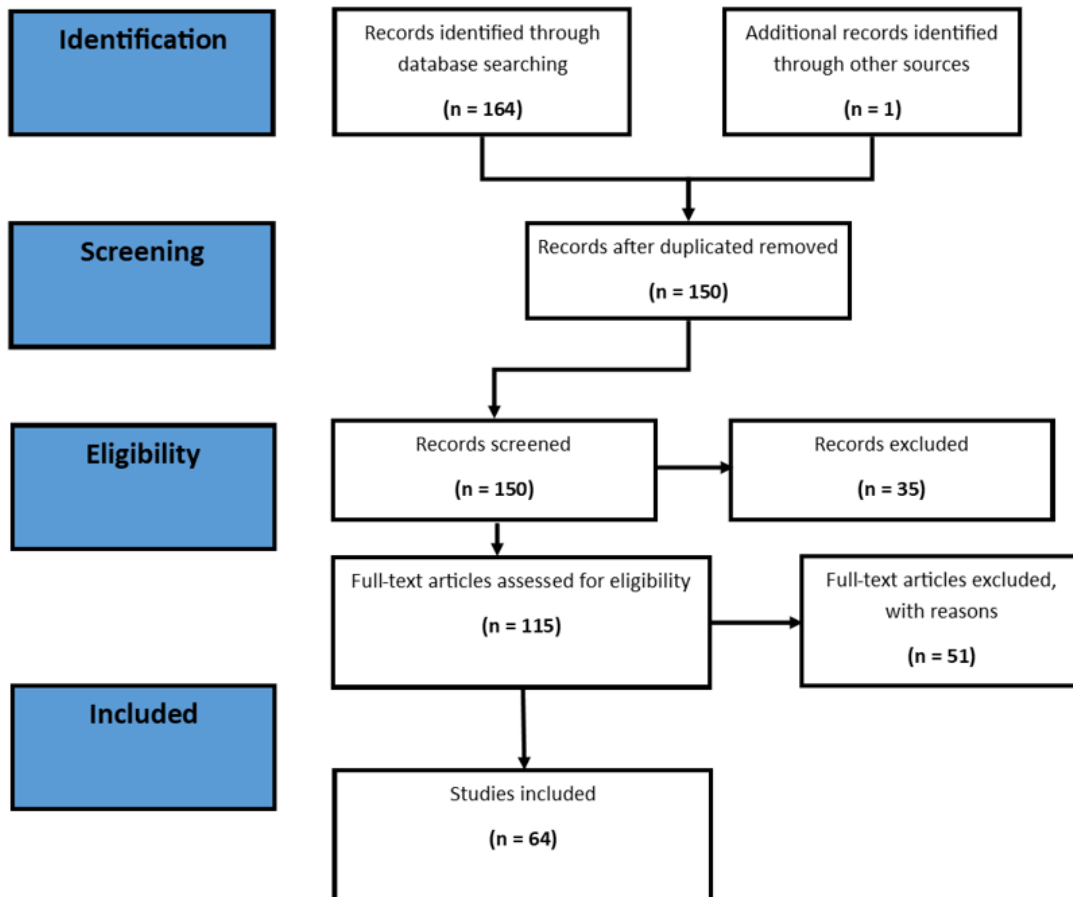 Identification
Records identified through
database searching
(n = 164)
Additional records identified
through other sources
(n = 1)
Screening
Records after duplicated removed
(n = 150)
Eligibility
Records screened
(n = 150)
Records excluded
(n = 35)
Full-text articles assessed for eligibility
(n = 115)
Full-text articles excluded,
with reasons
(n = 51)
Included
Studies included
(n = 64)